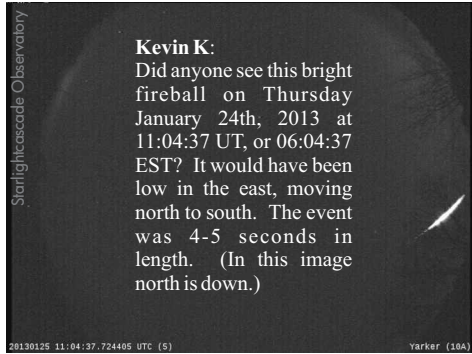 Starlightcascade Observatory
Kevin K:
Did anyone see this bright
fireball on Thursday
January 24th, 2013 at
11:04:37 UT, or 06:04:37
EST? It would have been
low in the east, moving
north to south. The event
was 4-5 seconds in
length. (In this image
north is down.)
20130125 11:04:37.724405 UTC (5)
Yarker (10A)